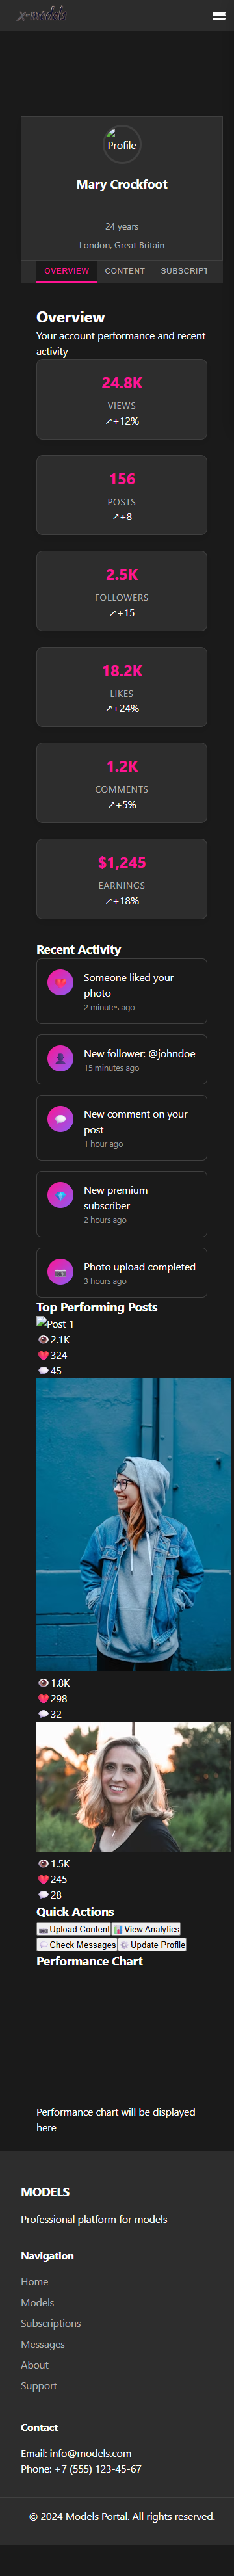 x-models
Profile
Mary Crockfoot
24 years
London, Great Britain
OVERVIEW CONTENT SUBSCRIPT
Overview
Your account performance and recent
activity
24.8K
VIEWS
↗+12%
156
POSTS
↗+8
2.5K
FOLLOWERS
↗+15
18.2K
LIKES
↗+24%
1.2K
COMMENTS
↗+5%
$1,245
EARNINGS
↗+18%
Recent Activity
Someone liked your
photo
2 minutes ago
New follower: @johndoe
15 minutes ago
New comment on your
post
1 hour ago
New premium
subscriber
2 hours ago
Photo upload completed
3 hours ago
Top Performing Posts
Post 1
2.1K
324
45
1.8K
298
32
1.5K
245
28
Quick Actions
Upload Content View Analytics
Check Messages Update Profile
Performance Chart
Performance chart will be displayed
here
MODELS
Professional platform for models
Navigation
Home
Models
Subscriptions
Messages
About
Support
Contact
Email: info@models.com
Phone: +7 (555) 123-45-67
© 2024 Models Portal. All rights reserved.